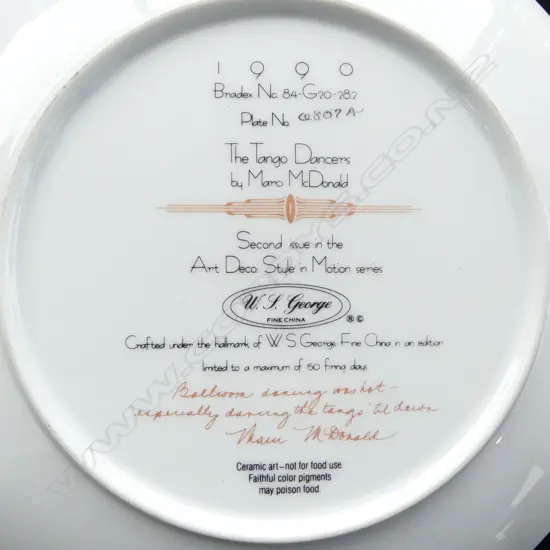 1990
Bradex No. 84-G20-28.2
Plate No. Q807A
The Tango Dancers
by Marci McDonald
Second issue in the
Art Deco: Style in Motion series
W. S. George
FINE CHINA
® ©
Crafted under the hallmark of W S George Fine China in an edition
limited to a maximum of 150 firing days
Ballroom dancing was hot -
especially dancing the tango 'til dawn
Marci McDonald
Ceramic art–not for food use.
Faithful color pigments
may poison food.